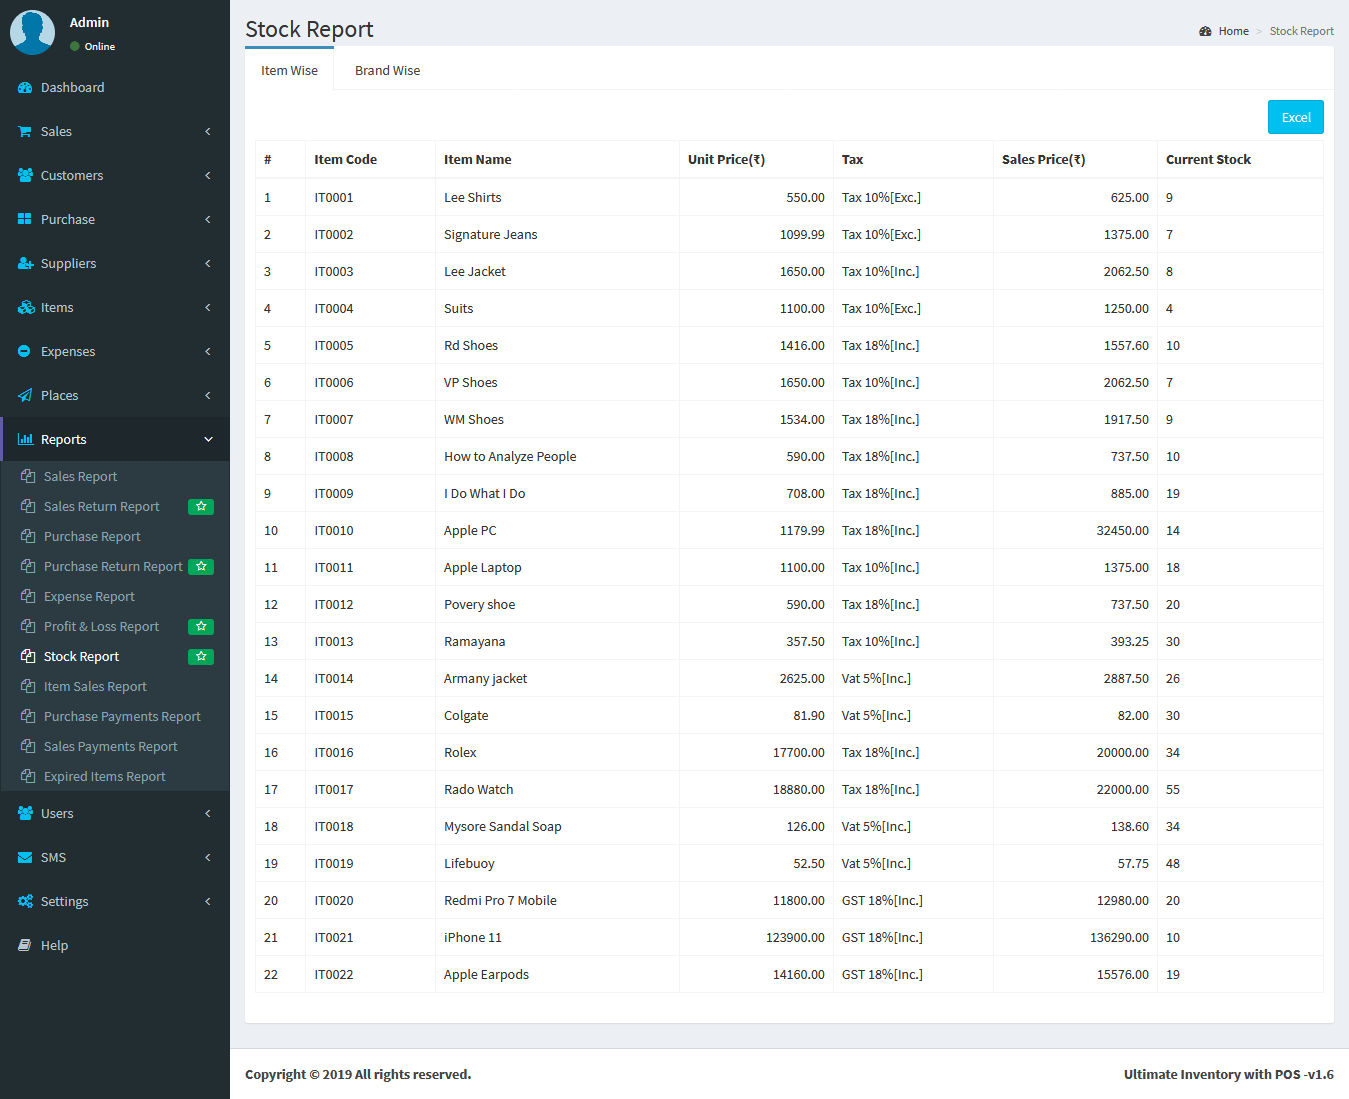 Admin
Online
Dashboard
Sales
Customers
Purchase
Suppliers
Items
Expenses
Places
Reports
Sales Report
Sales Return Report
Purchase Report
Purchase Return Report
Expense Report
Profit & Loss Report
Stock Report
Item Sales Report
Purchase Payments Report
Sales Payments Report
Expired Items Report
Users
SMS
Settings
Help
Stock Report
Home > Stock Report
Item Wise Brand Wise
Excel
# Item Code Item Name Unit Price(₹) Tax Sales Price(₹) Current Stock
1 IT0001 Lee Shirts 550.00 Tax 10%[Exc.] 625.00 9
2 IT0002 Signature Jeans 1099.99 Tax 10%[Exc.] 1375.00 7
3 IT0003 Lee Jacket 1650.00 Tax 10%[Inc.] 2062.50 8
4 IT0004 Suits 1100.00 Tax 10%[Exc.] 1250.00 4
5 IT0005 Rd Shoes 1416.00 Tax 18%[Inc.] 1557.60 10
6 IT0006 VP Shoes 1650.00 Tax 10%[Inc.] 2062.50 7
7 IT0007 WM Shoes 1534.00 Tax 18%[Inc.] 1917.50 9
8 IT0008 How to Analyze People 590.00 Tax 18%[Inc.] 737.50 10
9 IT0009 I Do What I Do 708.00 Tax 18%[Inc.] 885.00 19
10 IT0010 Apple PC 1179.99 Tax 18%[Inc.] 32450.00 14
11 IT0011 Apple Laptop 1100.00 Tax 10%[Inc.] 1375.00 18
12 IT0012 Povery shoe 590.00 Tax 18%[Inc.] 737.50 20
13 IT0013 Ramayana 357.50 Tax 10%[Inc.] 393.25 30
14 IT0014 Armany jacket 2625.00 Vat 5%[Inc.] 2887.50 26
15 IT0015 Colgate 81.90 Vat 5%[Inc.] 82.00 30
16 IT0016 Rolex 17700.00 Tax 18%[Inc.] 20000.00 34
17 IT0017 Rado Watch 18880.00 Tax 18%[Inc.] 22000.00 55
18 IT0018 Mysore Sandal Soap 126.00 Vat 5%[Inc.] 138.60 34
19 IT0019 Lifebuoy 52.50 Vat 5%[Inc.] 57.75 48
20 IT0020 Redmi Pro 7 Mobile 11800.00 GST 18%[Inc.] 12980.00 20
21 IT0021 iPhone 11 123900.00 GST 18%[Inc.] 136290.00 10
22 IT0022 Apple Earpods 14160.00 GST 18%[Inc.] 15576.00 19
Copyright © 2019 All rights reserved. Ultimate Inventory with POS -v1.6